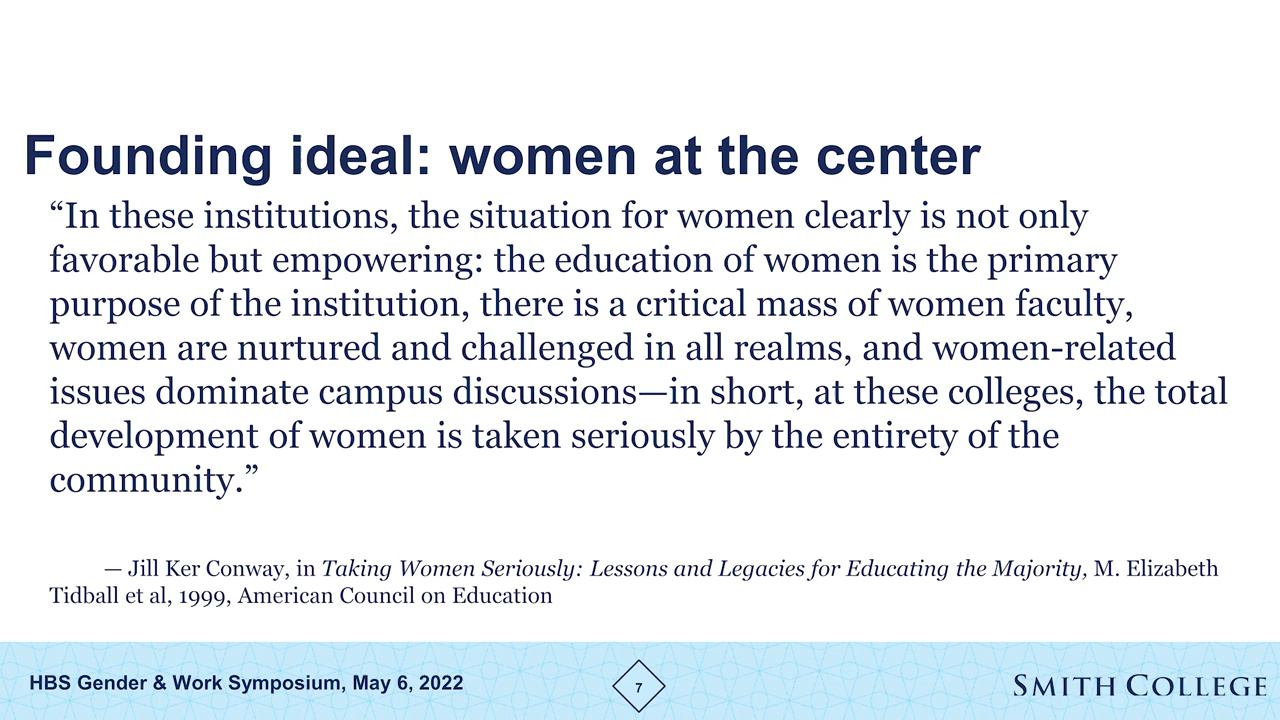 Founding ideal: women at the center
“In these institutions, the situation for women clearly is not only
favorable but empowering: the education of women is the primary
purpose of the institution, there is a critical mass of women faculty,
women are nurtured and challenged in all realms, and women-related
issues dominate campus discussions—in short, at these colleges, the total
development of women is taken seriously by the entirety of the
community.”
— Jill Ker Conway, in Taking Women Seriously: Lessons and Legacies for Educating the Majority, M. Elizabeth
Tidball et al, 1999, American Council on Education
HBS Gender & Work Symposium, May 6, 2022
7
SMITH COLLEGE